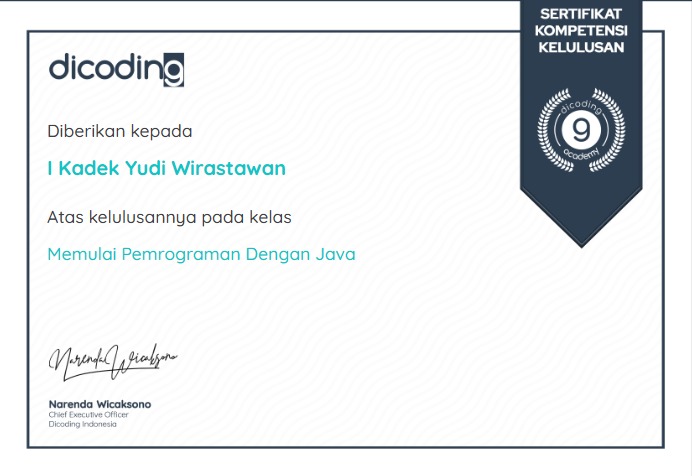 SERTIFIKAT
KOMPETENSI
KELULUSAN
dicoding
dicoding
9
academy
Diberikan kepada
I Kadek Yudi Wirastawan
Atas kelulusannya pada kelas
Memulai Pemrograman Dengan Java
Narenda Wicaksono
Narenda Wicaksono
Chief Executive Officer
Dicoding Indonesia